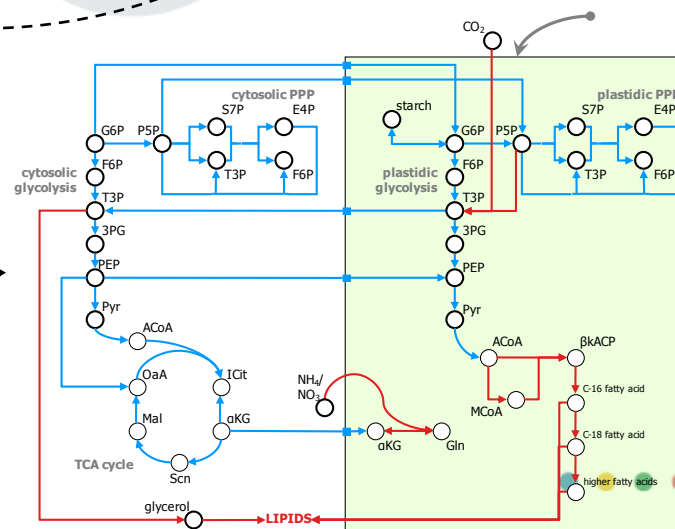 CO2
cytosolic PPP
plastidic PPP
S7P
E4P
starch
S7P
E4P
G6P
P5P
G6P
P5P
F6P
T3P
F6P
F6P
T3P
F6P
cytosolic
glycolysis
plastidic
glycolysis
T3P
T3P
3PG
3PG
PEP
PEP
Pyr
Pyr
ACoA
ACoA
βkACP
OaA
ICit
NH4/
NO3
C-16 fatty acid
MCoA
Mal
αKG
αKG
Gln
C-18 fatty acid
TCA cycle
Scn
higher fatty acids
glycerol
LIPIDS